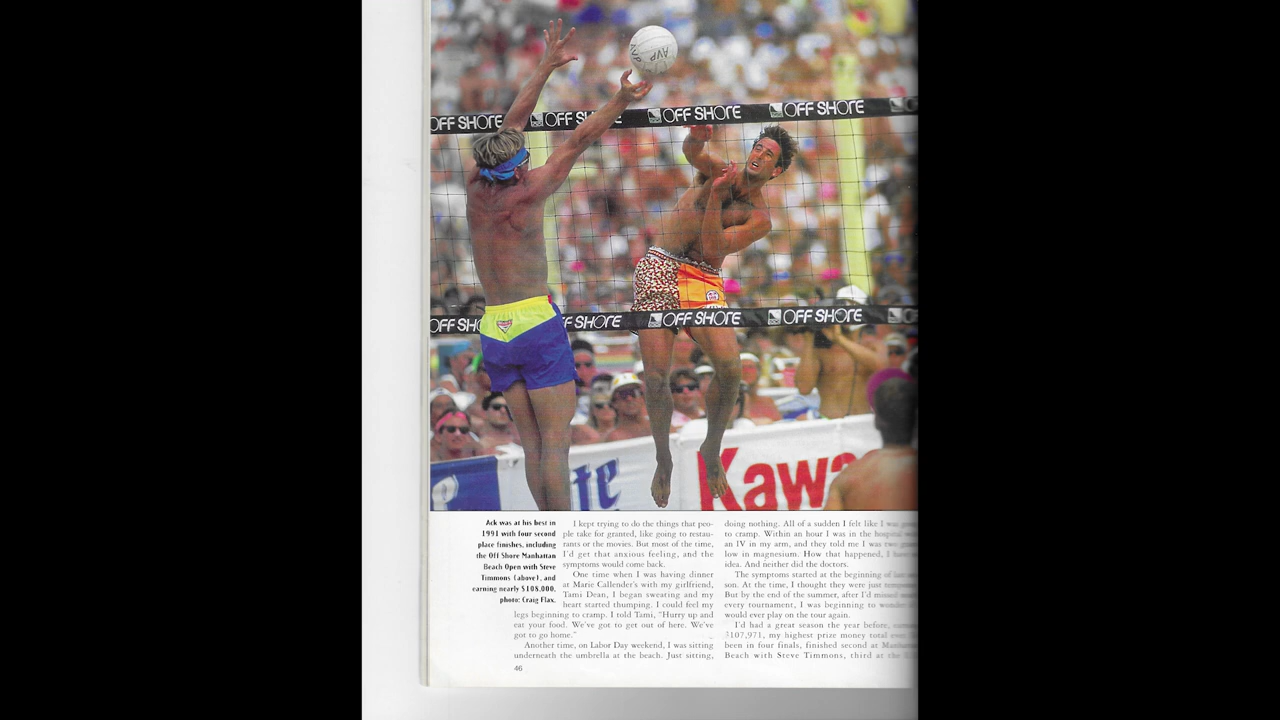 AVP
AVP
OFF SHORE OFF SHORE OFF SHORE OFF SHORE
OFF SHORE OFF SHORE OFF SHORE
Kawa
Ack was at his best in
1991 with four second
place finishes, including
the Off Shore Manhattan
Beach Open with Steve
Timmons (above), and
earning nearly $108,000.
photo: Craig Flax.
I kept trying to do the things that peo-
ple take for granted, like going to restau-
rants or the movies. But most of the time,
I'd get that anxious feeling, and the
symptoms would come back.
One time when I was having dinner
at Marie Callender's with my girlfriend,
Tami Dean, I began sweating and my
heart started thumping. I could feel my
legs beginning to cramp. I told Tami, "Hurry up and
eat your food. We've got to get out of here. We've
got to go home."
Another time, on Labor Day weekend, I was sitting
underneath the umbrella at the beach. Just sitting,
46
doing nothing. All of a sudden I felt like I was
to cramp. Within an hour I was in the hospital
an IV in my arm, and they told me I was two
low in magnesium. How that happened, I
idea. And neither did the doctors.
The symptoms started at the beginning of
son. At the time, I thought they were just
But by the end of the summer, after I'd missed
every tournament, I was beginning to wonder
would ever play on the tour again.
I'd had a great season the year before,
$107,971, my highest prize money total
been in four finals, finished second at
Beach with Steve Timmons, third at the